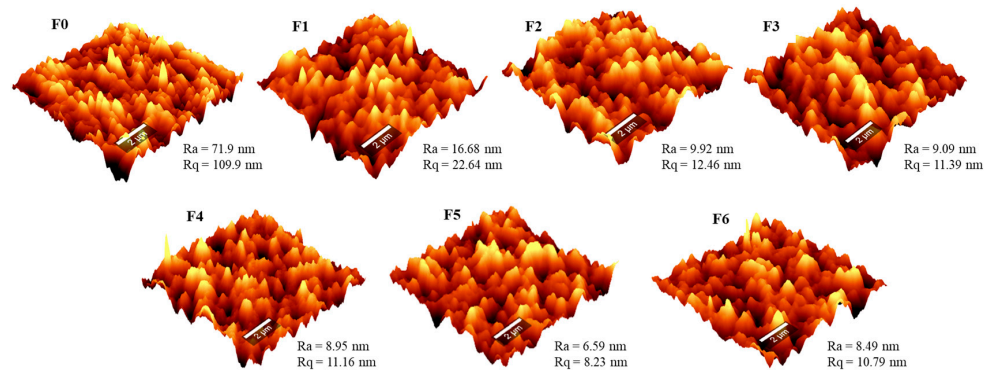 F0
2 μm
Ra = 71.9 nm
Rq = 109.9 nm
F1
2 μm
Ra = 16.68 nm
Rq = 22.64 nm
F2
2 μm
Ra = 9.92 nm
Rq = 12.46 nm
F3
2 μm
Ra = 9.09 nm
Rq = 11.39 nm
F4
2 μm
Ra = 8.95 nm
Rq = 11.16 nm
F5
2 μm
Ra = 6.59 nm
Rq = 8.23 nm
F6
2 μm
Ra = 8.49 nm
Rq = 10.79 nm